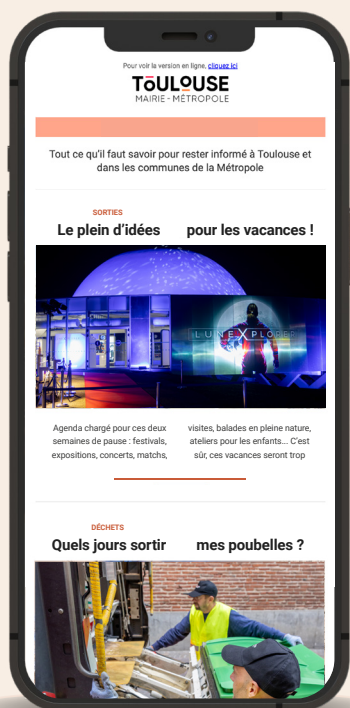 Pour voir la version en ligne, cliquez ici
TOULOUSE
MAIRIE - MÉTROPOLE
Tout ce qu'il faut savoir pour rester informé à Toulouse et
dans les communes de la Métropole
SORTIES
Le plein d'idées pour les vacances !
LUNEXPLORER
Agenda chargé pour ces deux
semaines de pause : festivals,
expositions, concerts, matchs,
visites, balades en pleine nature,
ateliers pour les enfants... C'est
sûr, ces vacances seront trop
DÉCHETS
Quels jours sortir mes poubelles ?